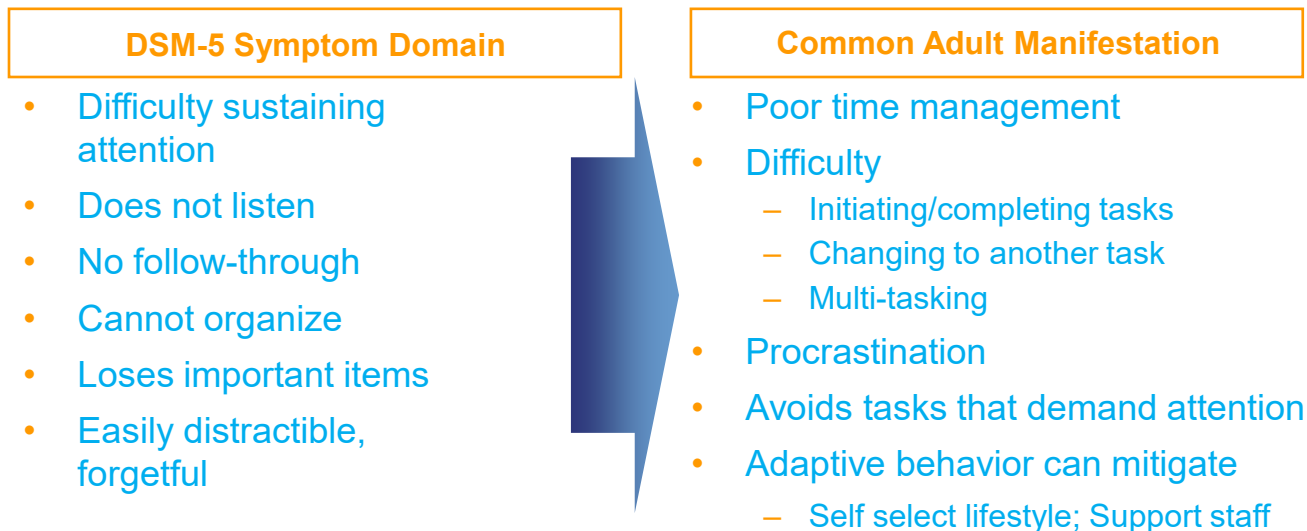 DSM-5 Symptom Domain
• Difficulty sustaining
attention
• Does not listen
• No follow-through
• Cannot organize
• Loses important items
• Easily distractible,
forgetful
Common Adult Manifestation
• Poor time management
• Difficulty
– Initiating/completing tasks
– Changing to another task
– Multi-tasking
• Procrastination
• Avoids tasks that demand attention
• Adaptive behavior can mitigate
– Self select lifestyle; Support staff